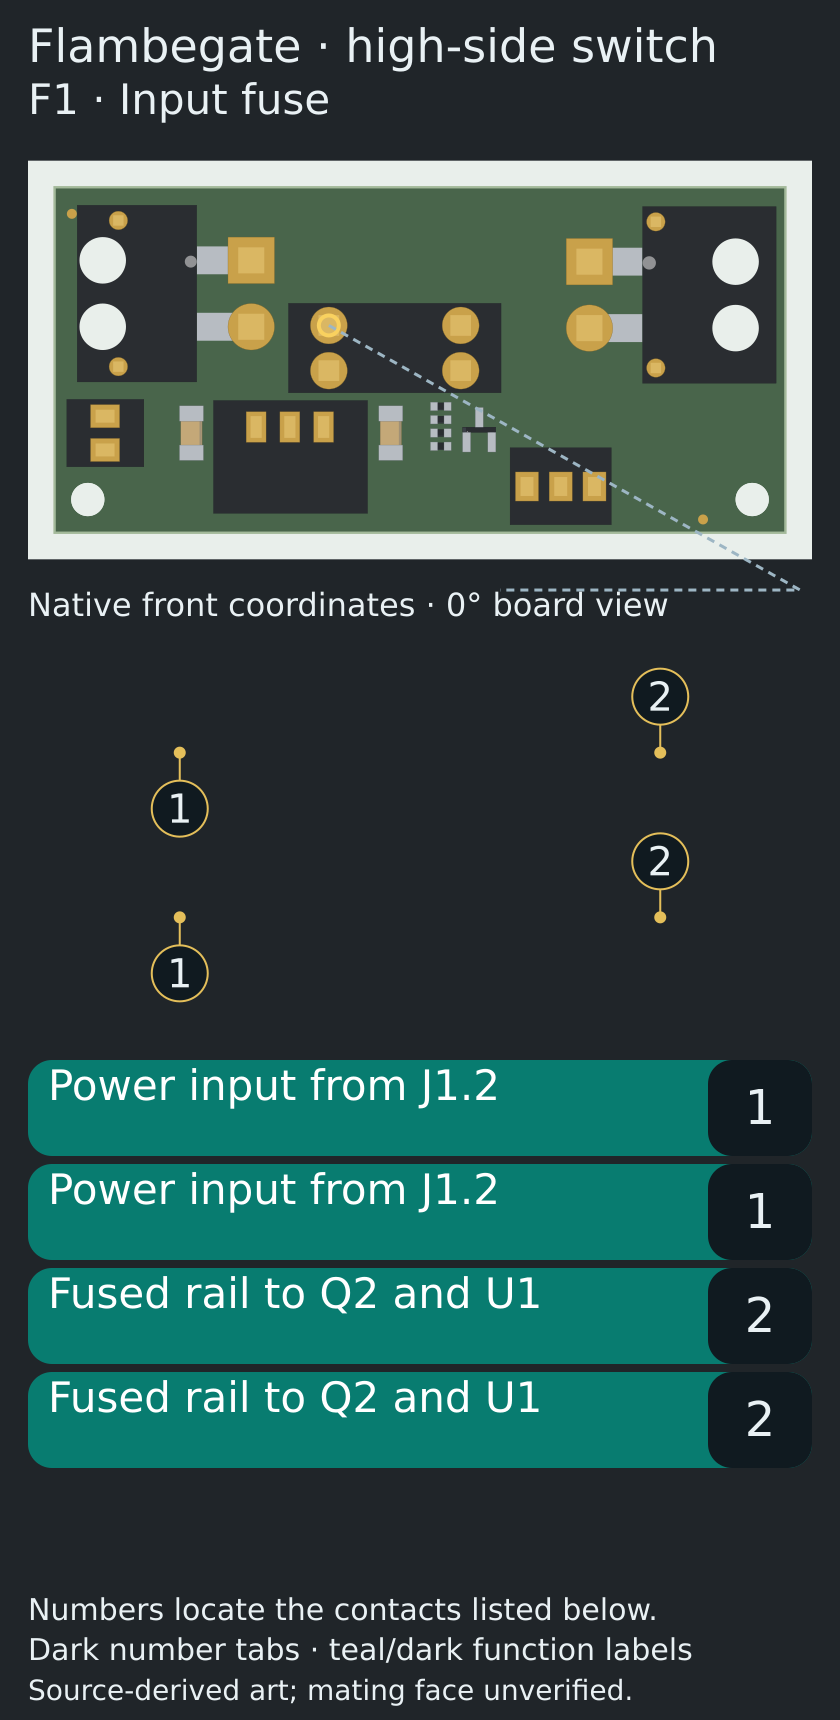 Flambegate · high-side switch
F1 · Input fuse
Native front coordinates · 0° board view
2
1
2
1
Power input from J1.2 1
Power input from J1.2 1
Fused rail to Q2 and U1 2
Fused rail to Q2 and U1 2
Numbers locate the contacts listed below.
Dark number tabs · teal/dark function labels
Source-derived art; mating face unverified.